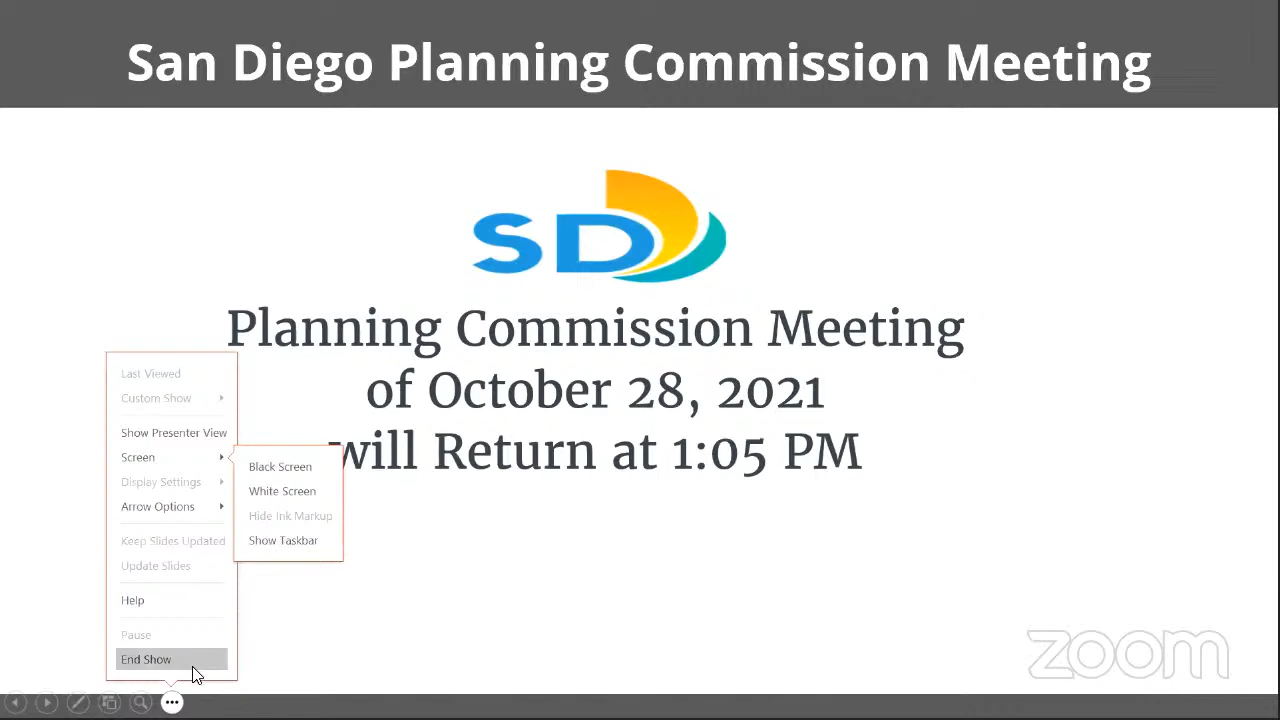 San Diego Planning Commission Meeting
SD
Planning Commission Meeting
of October 28, 2021
will Return at 1:05 PM
Last Viewed
Custom Show
Show Presenter View
Screen
Display Settings
Arrow Options
Keep Slides Updated
Update Slides
Help
Pause
End Show
Black Screen
White Screen
Hide Ink Markup
Show Taskbar
zoom